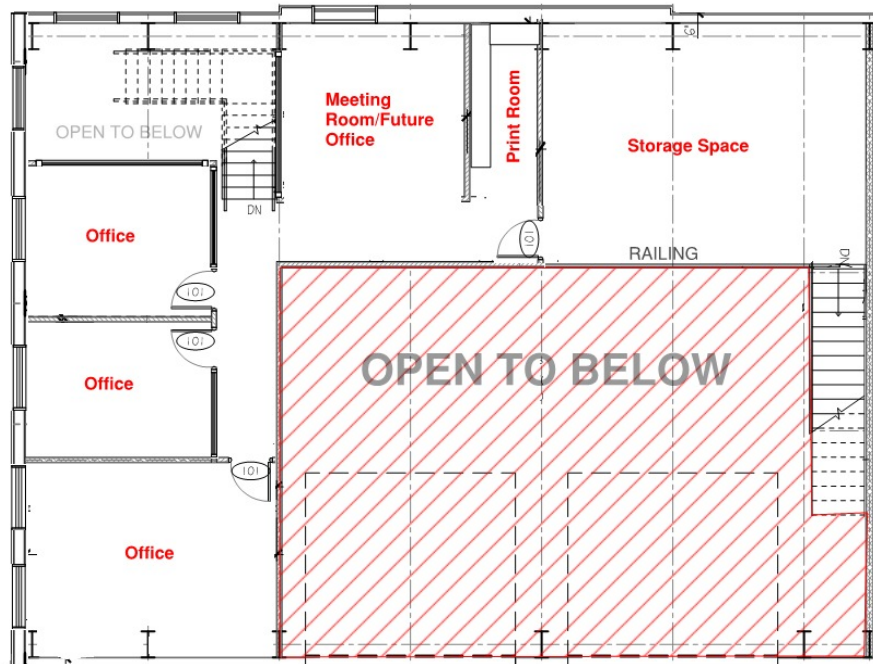 Meeting
Room/Future
Office
Print Room
Storage Space
OPEN TO BELOW
DN
Office
101
RAILING
DN
101
101
Office
OPEN TO BELOW
101
Office